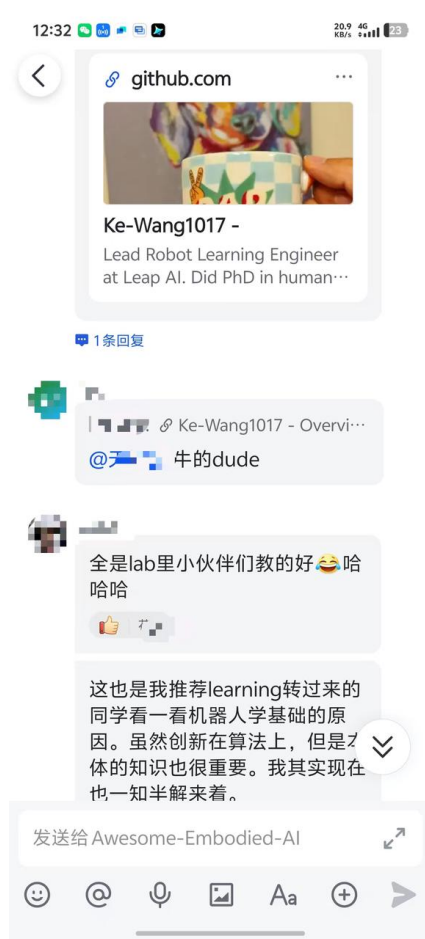 12:32
20.9 KB/s 4G 23
github.com
Ke-Wang1017 -
Lead Robot Learning Engineer
at Leap AI. Did PhD in human…
1条回复
Ke-Wang1017 - Overvi…
牛的dude
全是lab里小伙伴们教的好😂哈
哈哈
这也是我推荐learning转过来的
同学看一看机器人学基础的原
因。虽然创新在算法上，但是本
体的知识也很重要。我其实现在
也一知半解来着。
发送给 Awesome-Embodied-AI
Aa